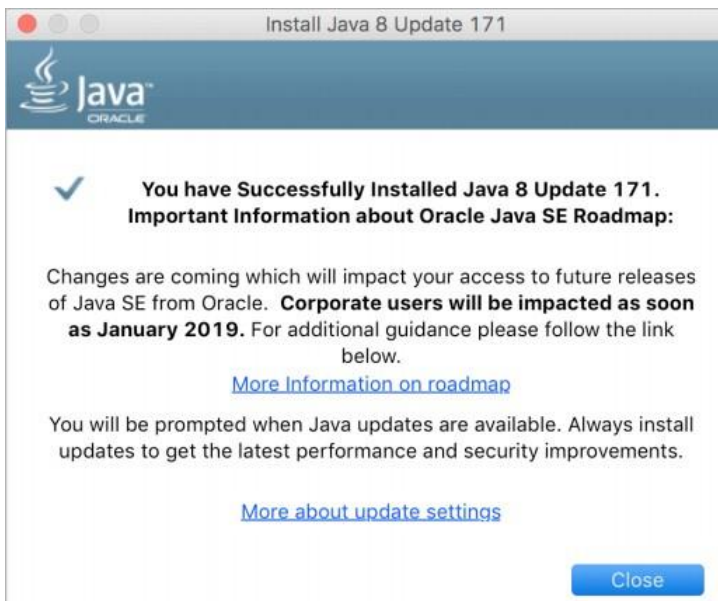 Install Java 8 Update 171
Java™
ORACLE
You have Successfully Installed Java 8 Update 171.
Important Information about Oracle Java SE Roadmap:
Changes are coming which will impact your access to future releases
of Java SE from Oracle. Corporate users will be impacted as soon
as January 2019. For additional guidance please follow the link
below.
More Information on roadmap
You will be prompted when Java updates are available. Always install
updates to get the latest performance and security improvements.
More about update settings
Close